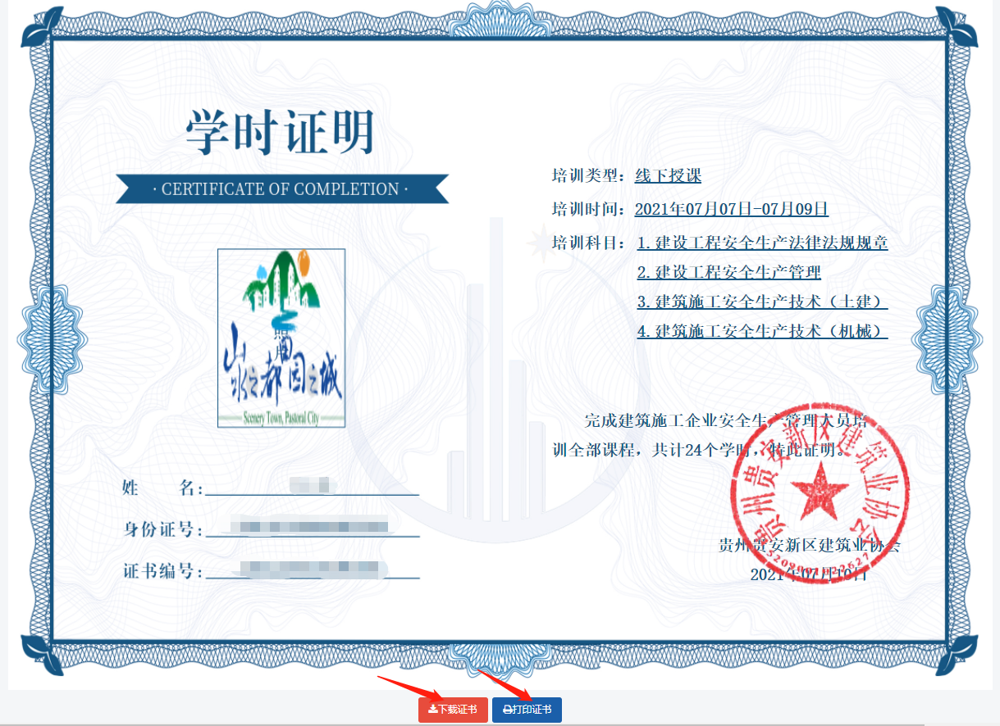 学时证明
· CERTIFICATE OF COMPLETION ·
照
片
山水之都 田园之城
Scenery Town, Pastoral City
姓 名:
身份证号:
证书编号:
培训类型：线下授课
培训时间：2021年07月07日-07月09日
培训科目：1.建设工程安全生产法律法规规章
2.建设工程安全生产管理
3.建筑施工安全生产技术（土建）
4.建筑施工安全生产技术（机械）
完成建筑施工企业安全生产管理人员培
训全部课程，共计24个学时，特此证明。
贵州贵安新区建筑业协会
贵州贵安新区建筑业协会
2021年07月10日
下载证书
打印证书